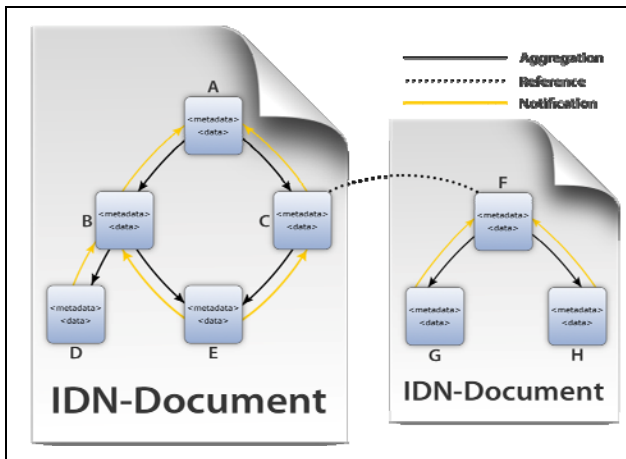 Aggregation
Reference
Notification
A
<metadata>
<data>
B
<metadata>
<data>
C
<metadata>
<data>
D
<metadata>
<data>
E
<metadata>
<data>
IDN-Document
F
<metadata>
<data>
G
<metadata>
<data>
H
<metadata>
<data>
IDN-Document